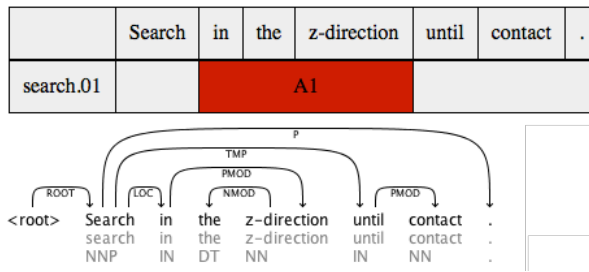 Search in the z-direction until contact .
search.01 A1
P
TMP
PMOD
ROOT LOC NMOD PMOD
<root> Search in the z-direction until contact .
search in the z-direction until contact .
NNP IN DT NN IN NN .